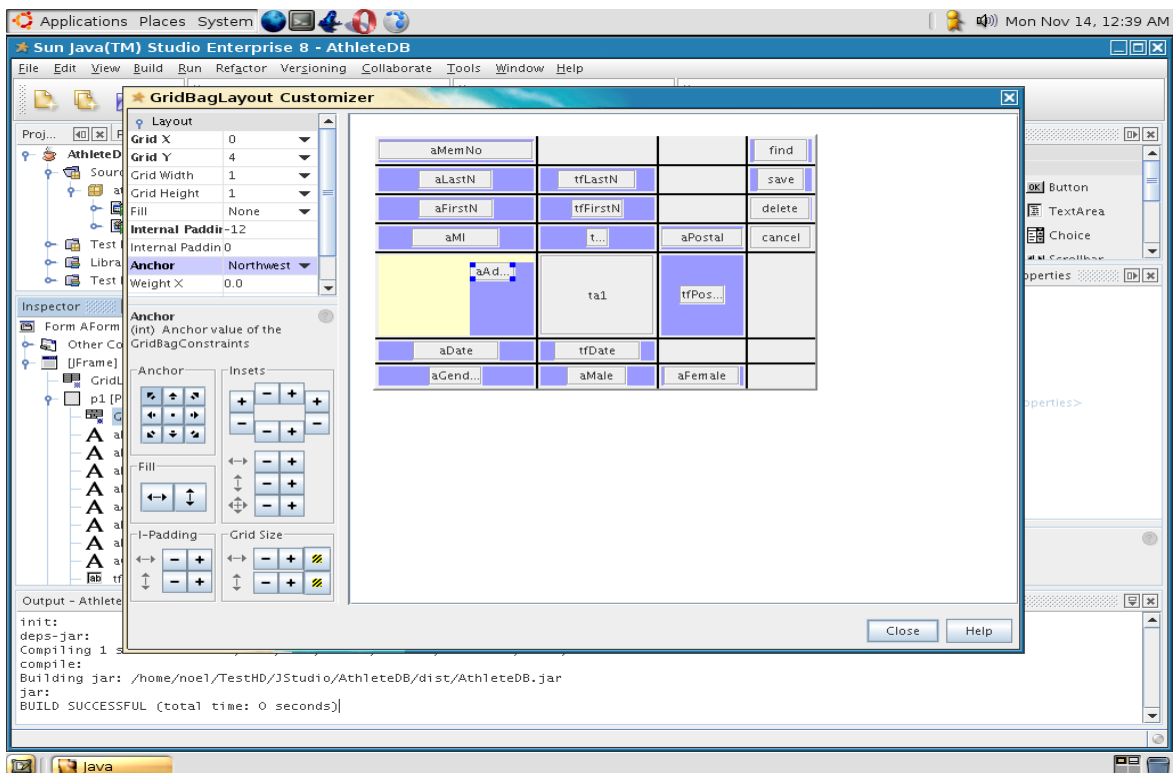 Applications Places System
Mon Nov 14, 12:39 AM
Sun Java(TM) Studio Enterprise 8 - AthleteDB
File Edit View Build Run Refactor Versioning Collaborate Tools Window Help
GridBagLayout Customizer
Layout
Grid X 0
Grid Y 4
Grid Width 1
Grid Height 1
Fill None
Internal Paddir -12
Internal Paddin 0
Anchor Northwest
Weight X 0.0
Anchor
(int) Anchor value of the
GridBagConstraints
Anchor
Insets
Fill
I-Padding
Grid Size
aMemNo find
aLastN tfLastN save
aFirstN tfFirstN delete
aMI t... aPostal cancel
aAd...
ta1 tfPos...
aDate tfDate
aGend... aMale aFemale
Close Help
Proj...
AthleteD
Sourc
at
Test
Libra
Test
Inspector
Form AForm
Other Co
[JFrame]
GridL
p1 [P
G
A
A
A
A
A
A
A
A
ab tf
OK Button
TextArea
Choice
operties
operties>
Output - Athlete
init:
deps-jar:
Compiling 1 s
compile:
Building jar: /home/noel/TestHD/JStudio/AthleteDB/dist/AthleteDB.jar
jar:
BUILD SUCCESSFUL (total time: 0 seconds)
Java